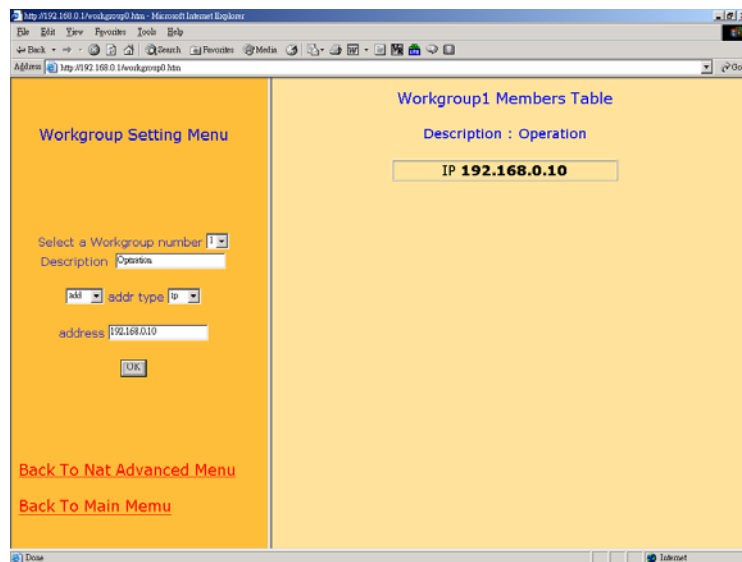 http://192.168.0.1/workgroup0.htm - Microsoft Internet Explorer
File Edit View Favorites Tools Help
Back Search Favorites Media
Address http://192.168.0.1/workgroup0.htm Go
Workgroup Setting Menu
Select a Workgroup number 1
Description Operation
add addr type ip
address 192.168.0.10
OK
Back To Nat Advanced Menu
Back To Main Memu
Workgroup1 Members Table
Description : Operation
IP 192.168.0.10
Done Internet